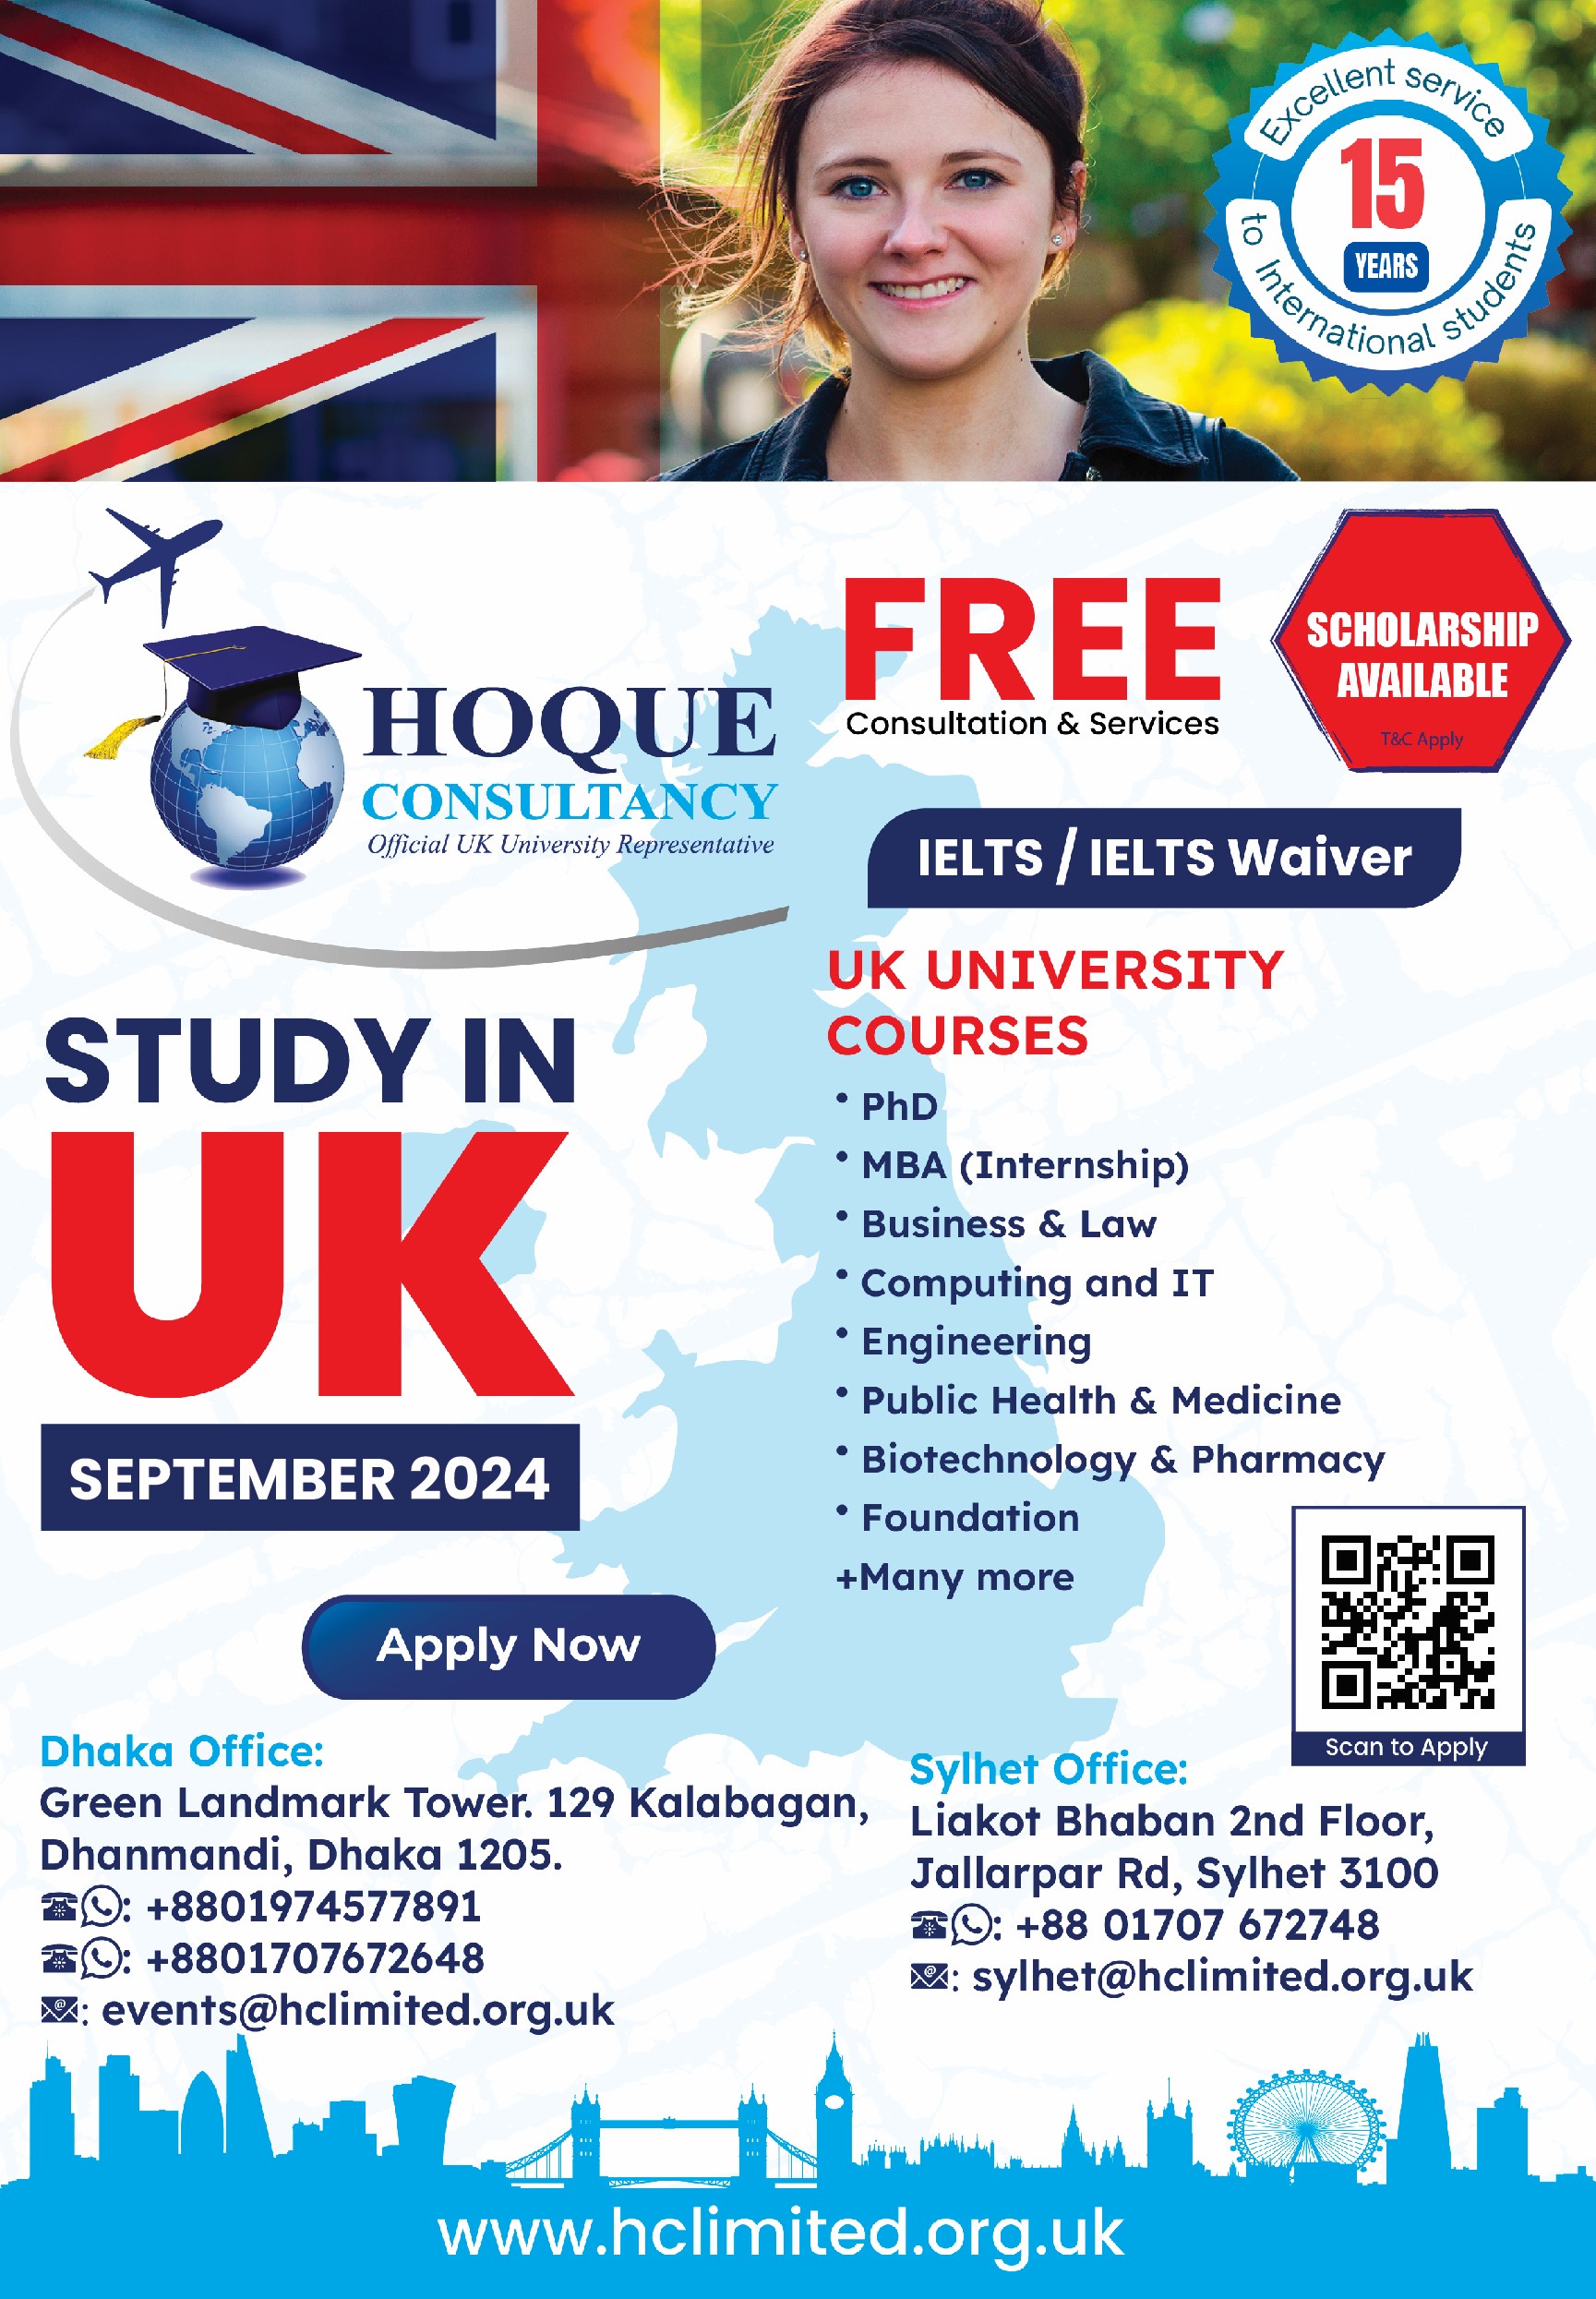 Excellent service
15
YEARS
to International students
HOQUE
CONSULTANCY
Official UK University Representative
FREE
Consultation & Services
SCHOLARSHIP
AVAILABLE
T&C Apply
IELTS / IELTS Waiver
STUDY IN
UK
SEPTEMBER 2024
Apply Now
UK UNIVERSITY
COURSES
• PhD
• MBA (Internship)
• Business & Law
• Computing and IT
• Engineering
• Public Health & Medicine
• Biotechnology & Pharmacy
• Foundation
+Many more
Scan to Apply
Dhaka Office:
Green Landmark Tower. 129 Kalabagan,
Dhanmandi, Dhaka 1205.
: +8801974577891
: +8801707672648
: events@hclimited.org.uk
Sylhet Office:
Liakot Bhaban 2nd Floor,
Jallarpar Rd, Sylhet 3100
: +88 01707 672748
: sylhet@hclimited.org.uk
www.hclimited.org.uk